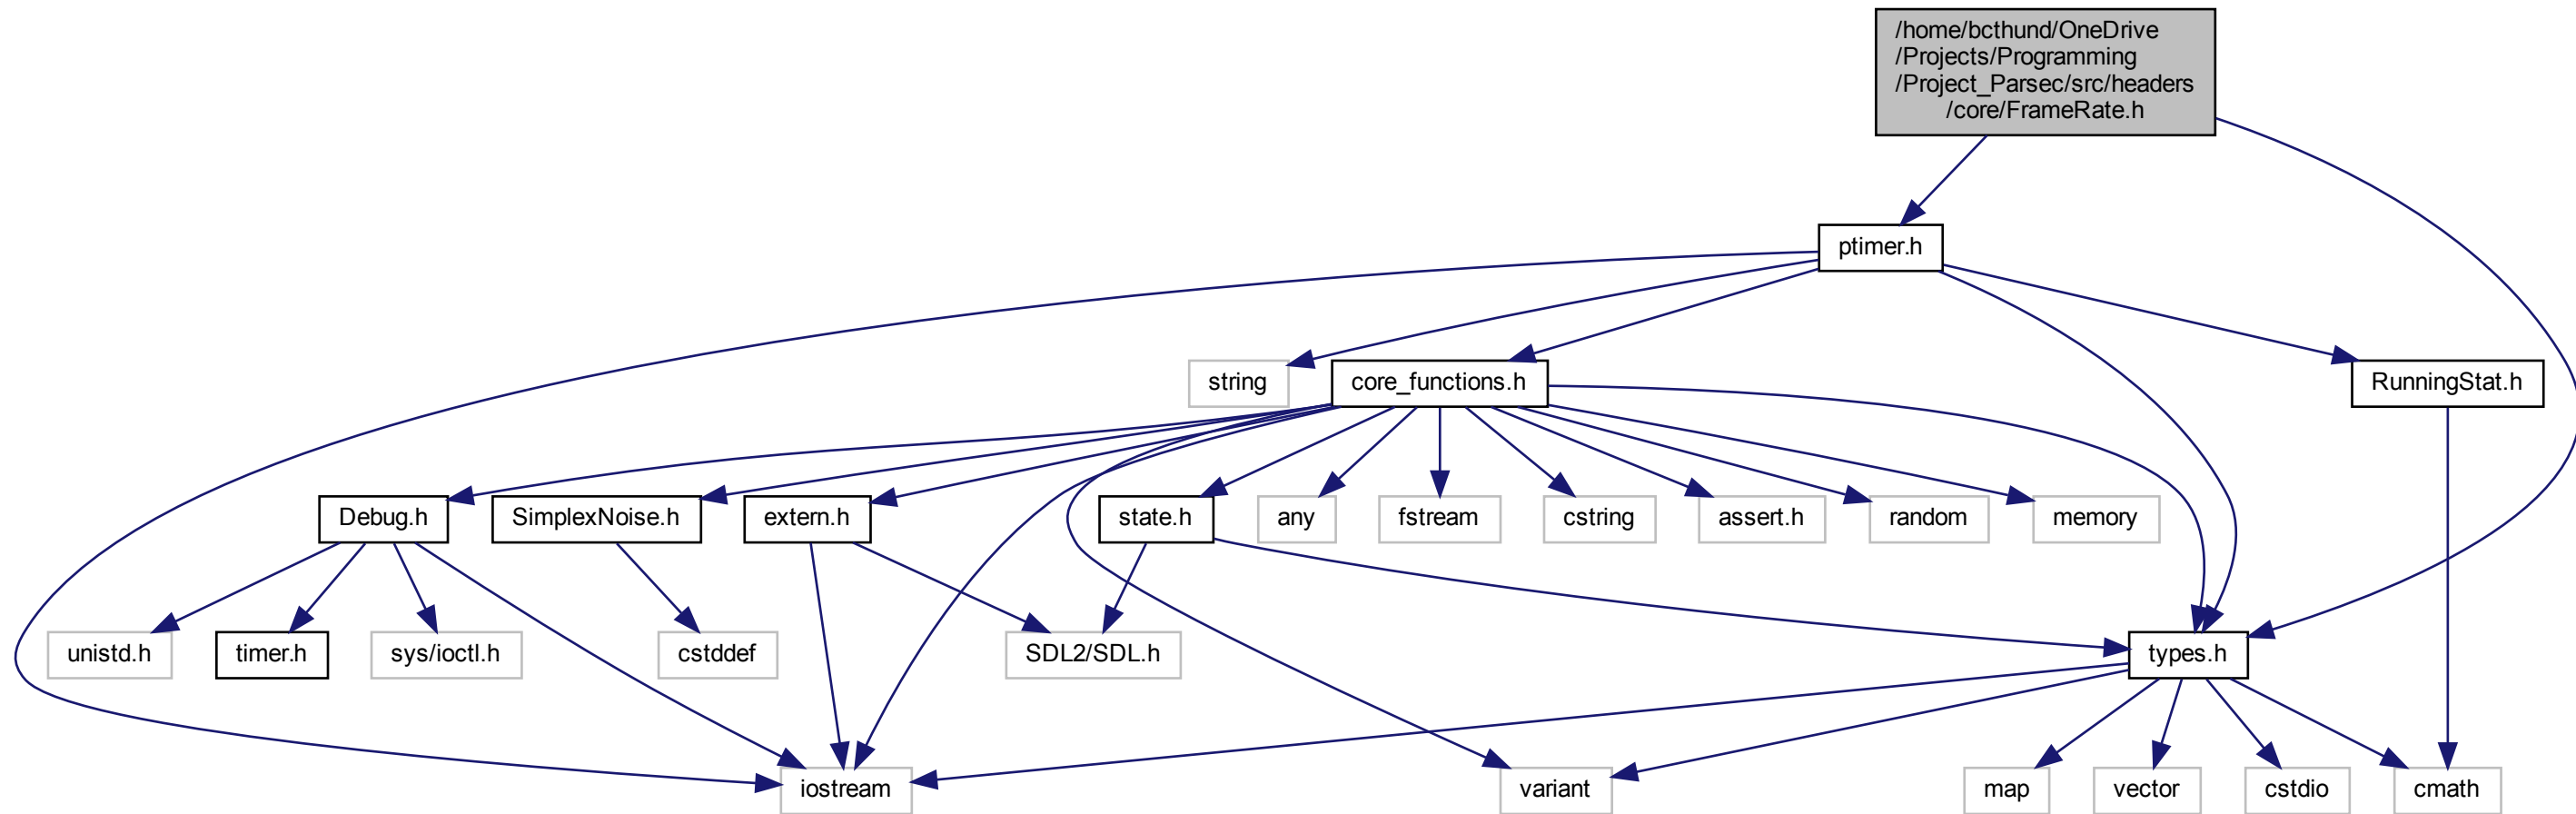 /home/bcthund/OneDrive
/Projects/Programming
/Project_Parsec/src/headers
/core/FrameRate.h
ptimer.h
string
core_functions.h
RunningStat.h
Debug.h
SimplexNoise.h
extern.h
state.h
any
fstream
cstring
assert.h
random
memory
unistd.h
timer.h
sys/ioctl.h
cstddef
SDL2/SDL.h
types.h
iostream
variant
map
vector
cstdio
cmath